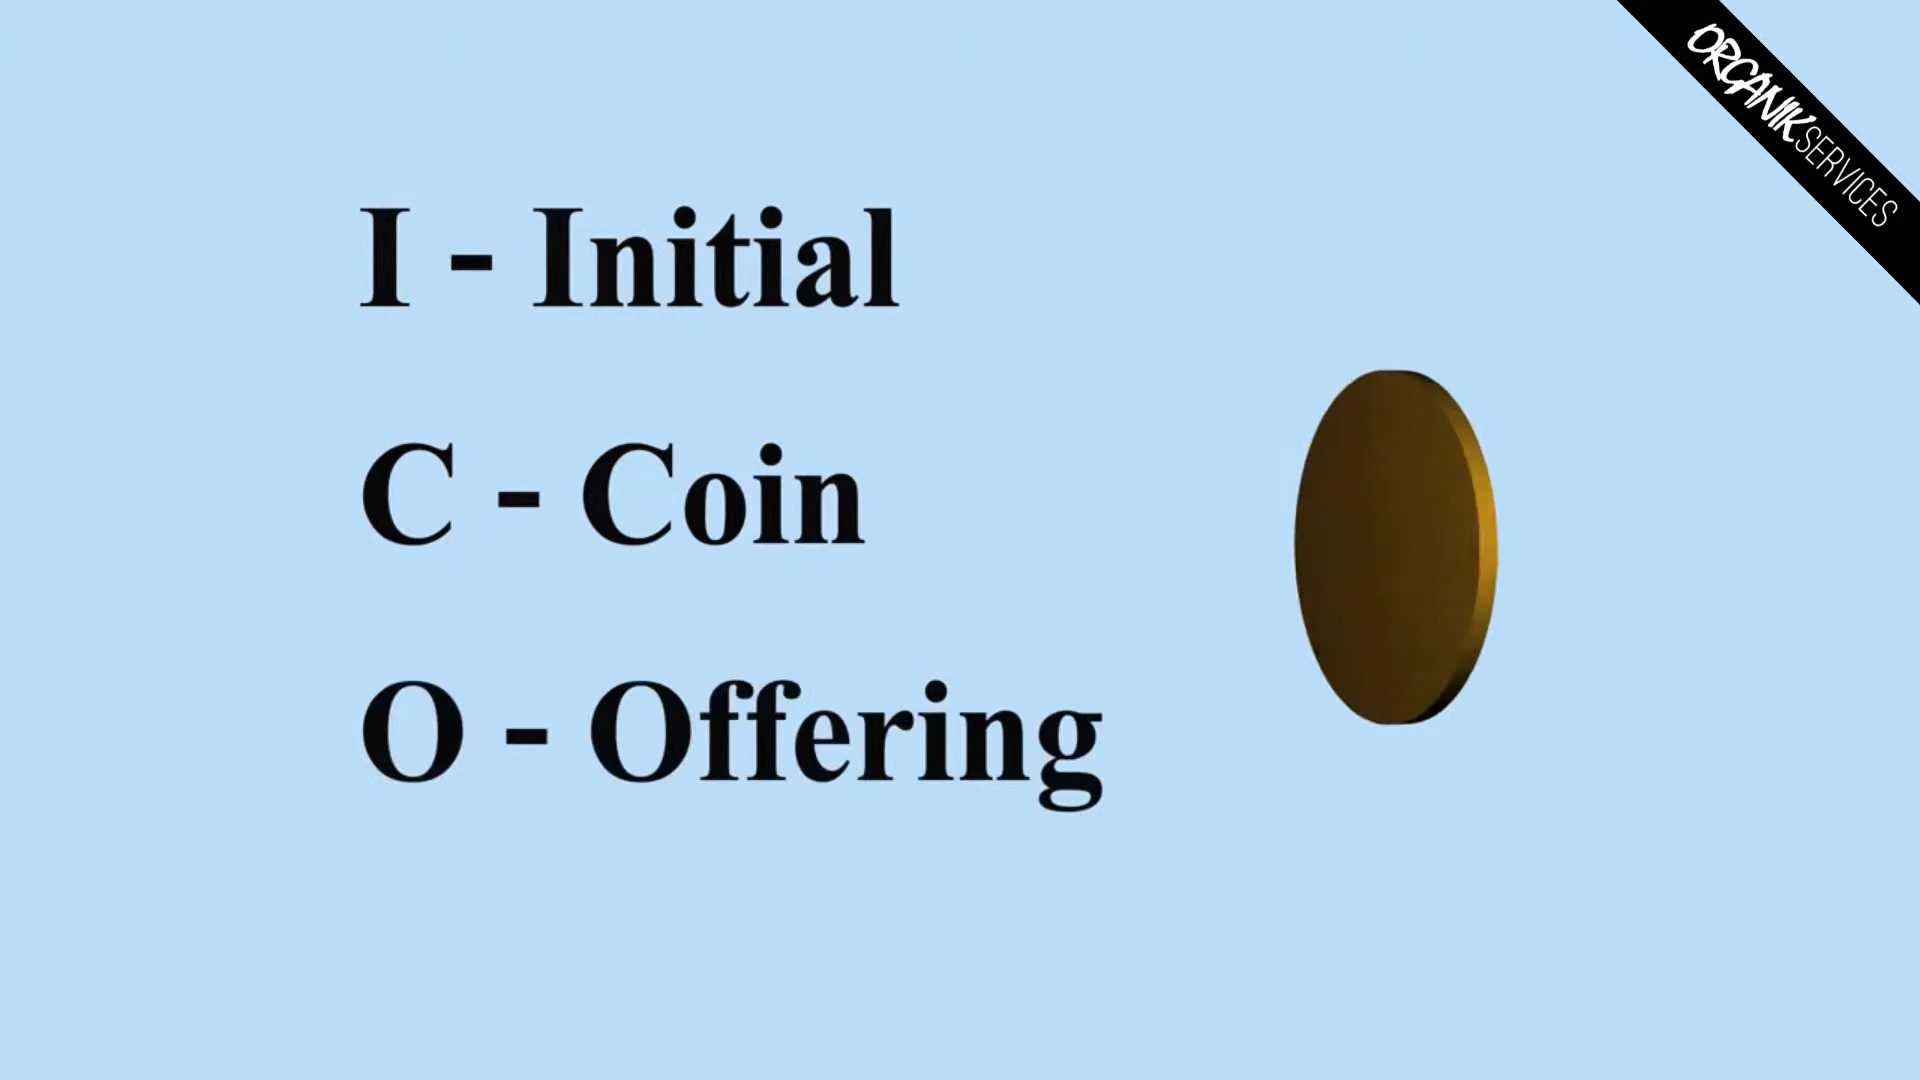 I - Initial
C - Coin
O - Offering
ORGANIK SERVICES